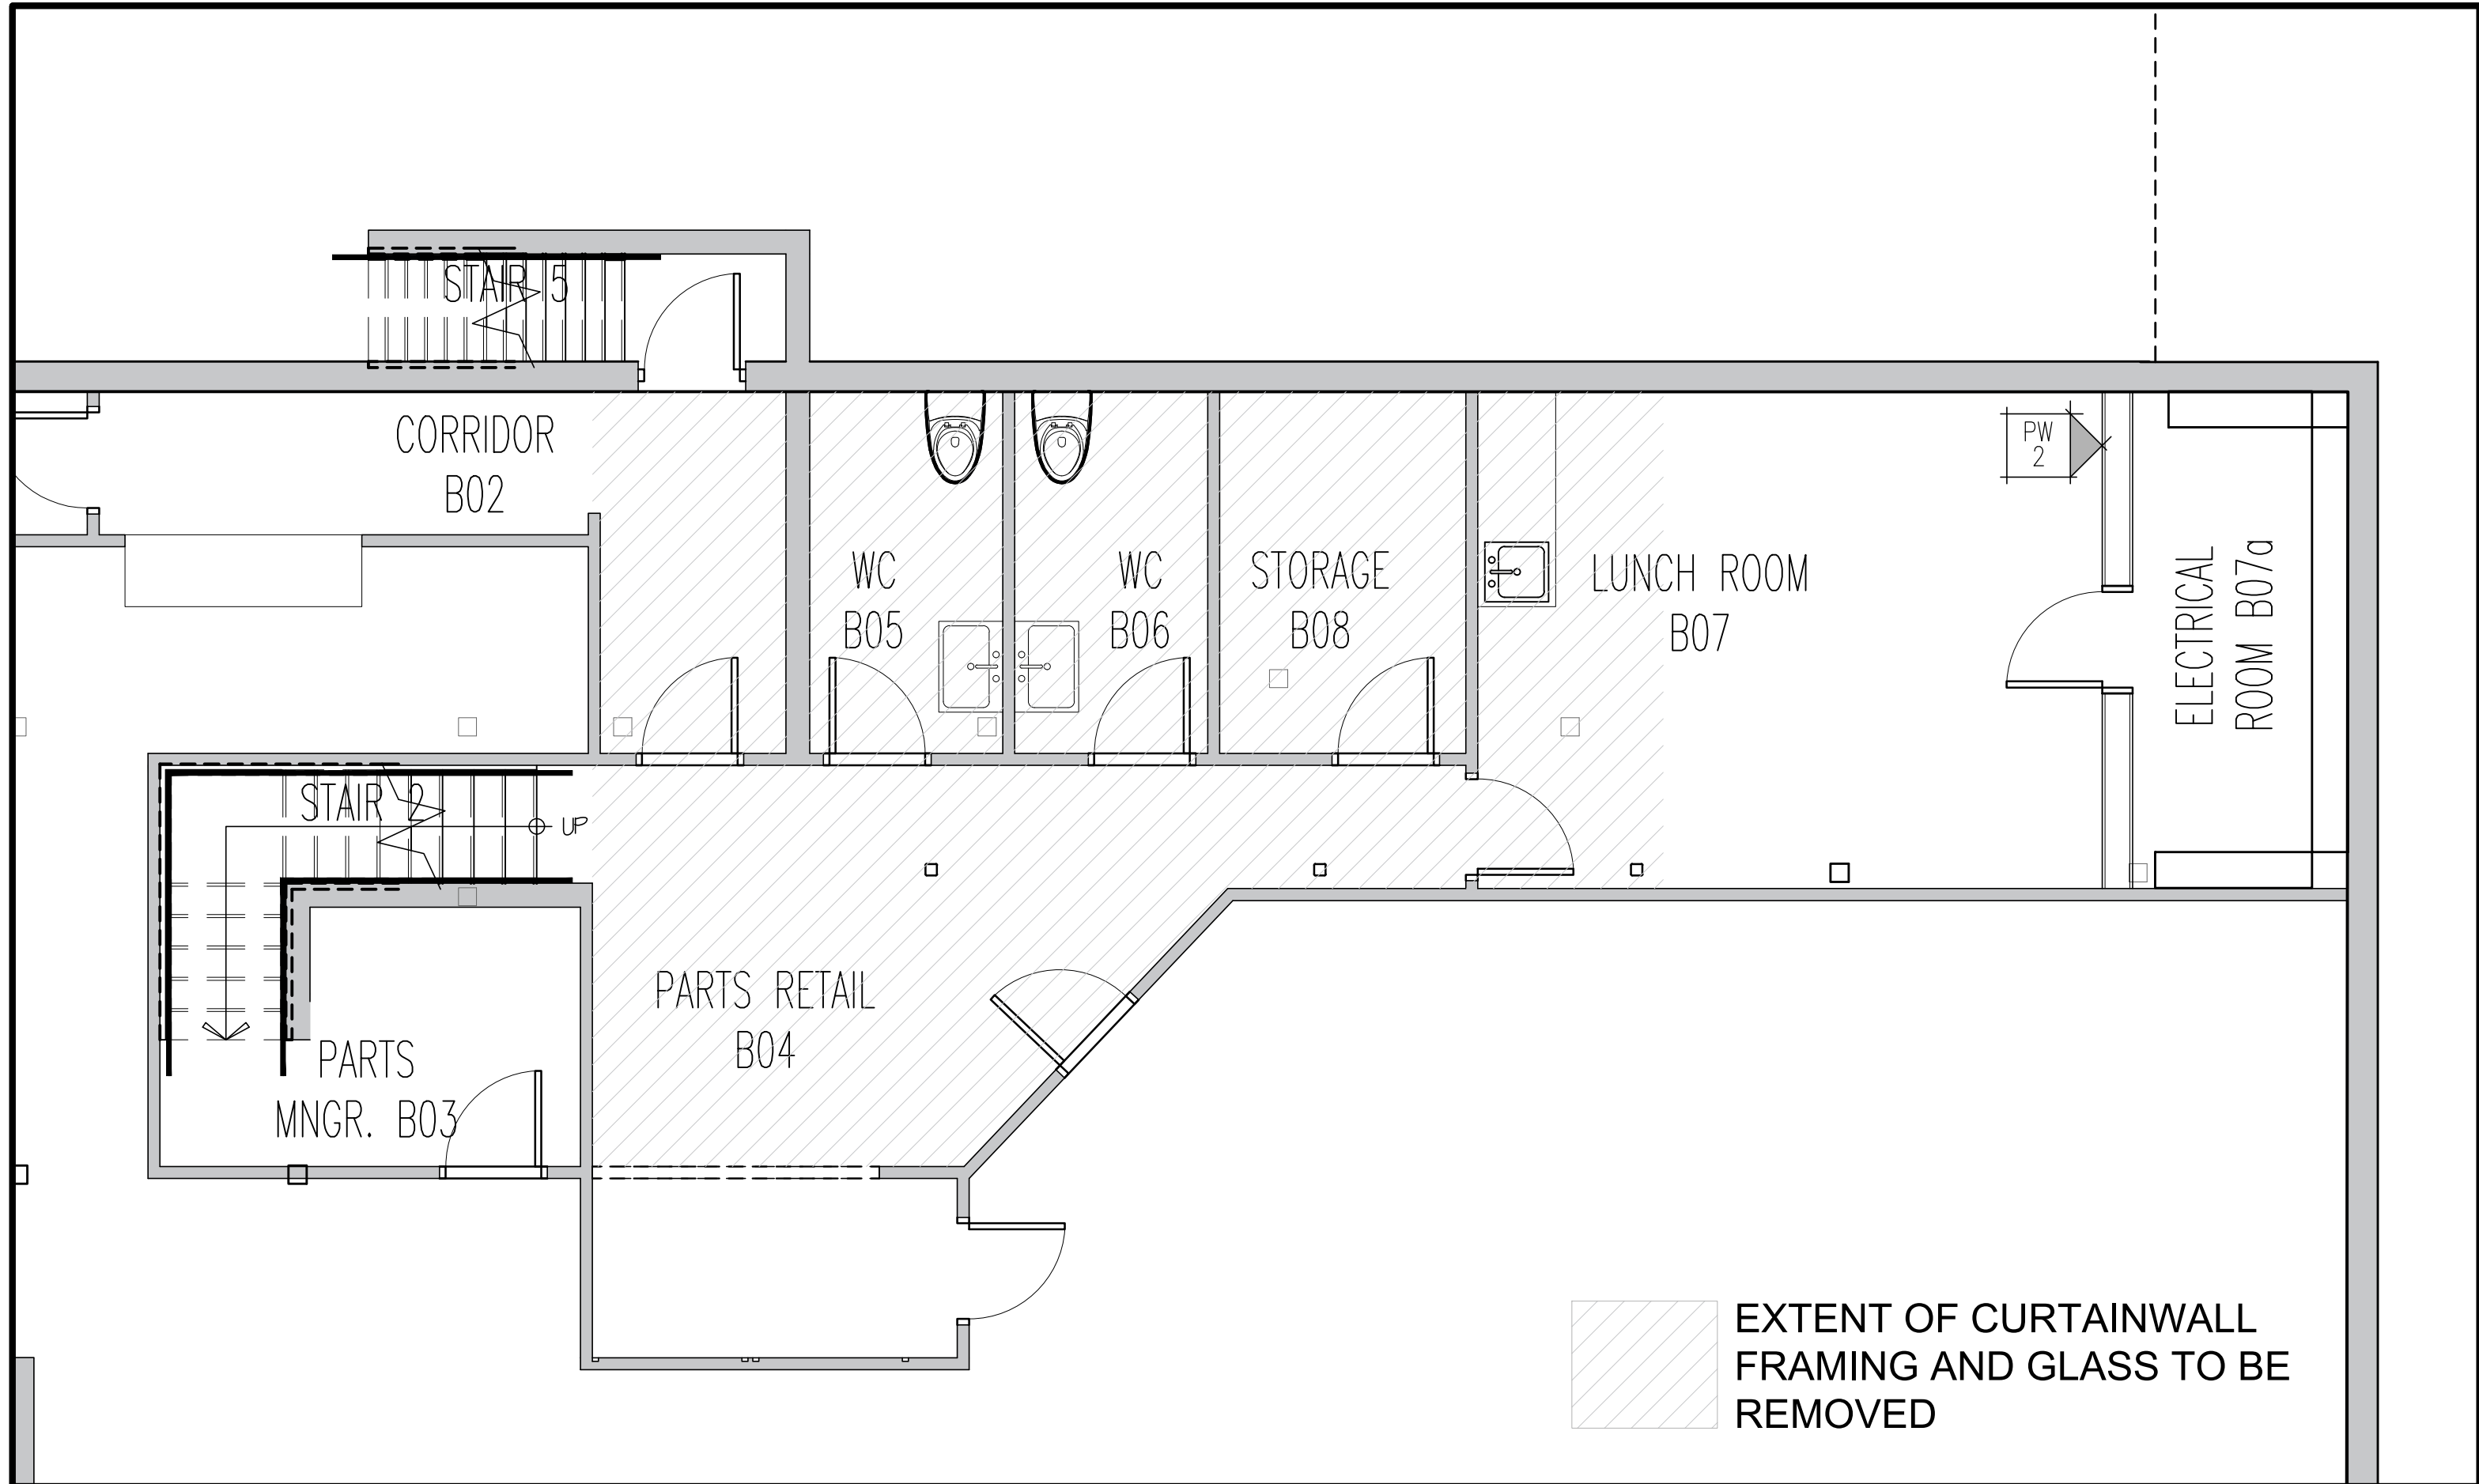 STAIR 5
CORRIDOR
B02
PW
2
WC
B05
WC
B06
STORAGE
B08
LUNCH ROOM
B07
ELECTRICAL
ROOM B07a
STAIR 2
UP
PARTS RETAIL
B04
PARTS
MNGR. B03
EXTENT OF CURTAINWALL
FRAMING AND GLASS TO BE
REMOVED